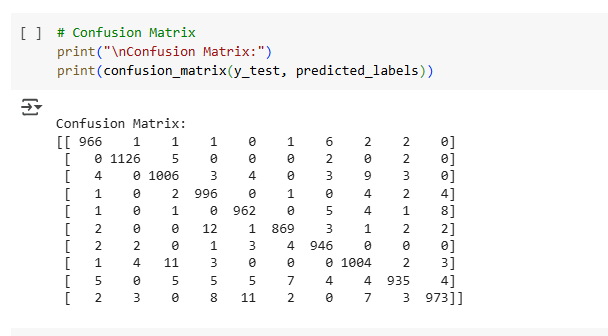 [ ] # Confusion Matrix
print("\nConfusion Matrix:")
print(confusion_matrix(y_test, predicted_labels))
Confusion Matrix:
[[ 966 1 1 1 0 1 6 2 2 0]
[ 0 1126 5 0 0 0 2 0 2 0]
[ 4 0 1006 3 4 0 3 9 3 0]
[ 1 0 2 996 0 1 0 4 2 4]
[ 1 0 1 0 962 0 5 4 1 8]
[ 2 0 0 12 1 869 3 1 2 2]
[ 2 2 0 1 3 4 946 0 0 0]
[ 1 4 11 3 0 0 0 1004 2 3]
[ 5 0 5 5 5 7 4 4 935 4]
[ 2 3 0 8 11 2 0 7 3 973]]